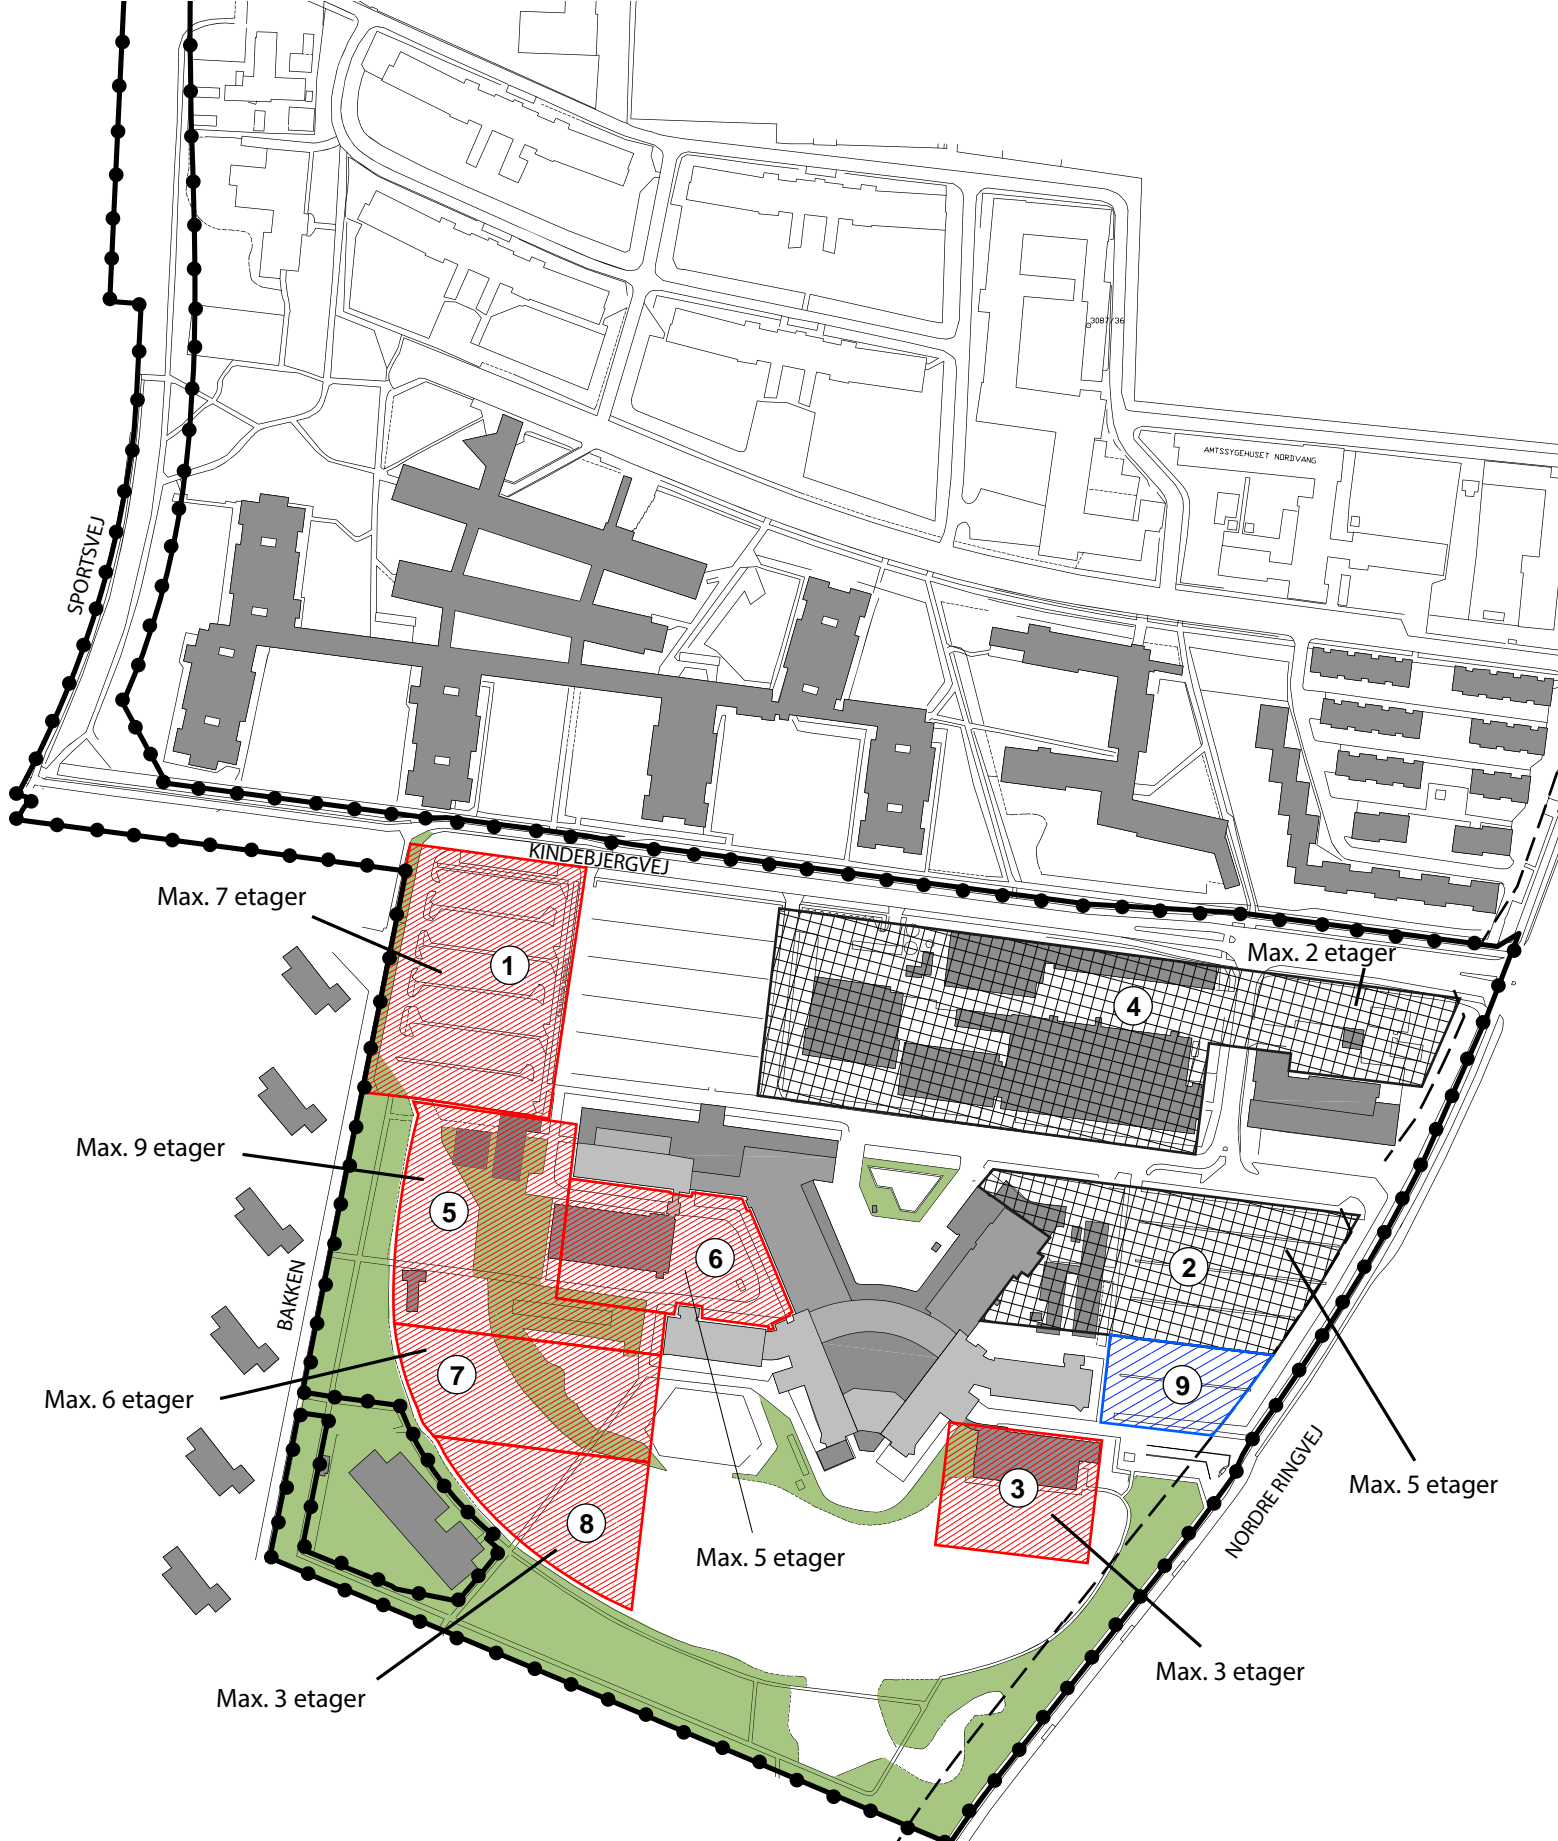 3087/36
AMTSSYGEHUSET NORDVANG
SPORTSVEJ
KINDEBJERGVEJ
Max. 7 etager
1
Max. 2 etager
4
Max. 9 etager
5
6
2
BAKKEN
7
9
Max. 6 etager
3
Max. 5 etager
NORDRE RINGVEJ
8
Max. 5 etager
Max. 3 etager
Max. 3 etager